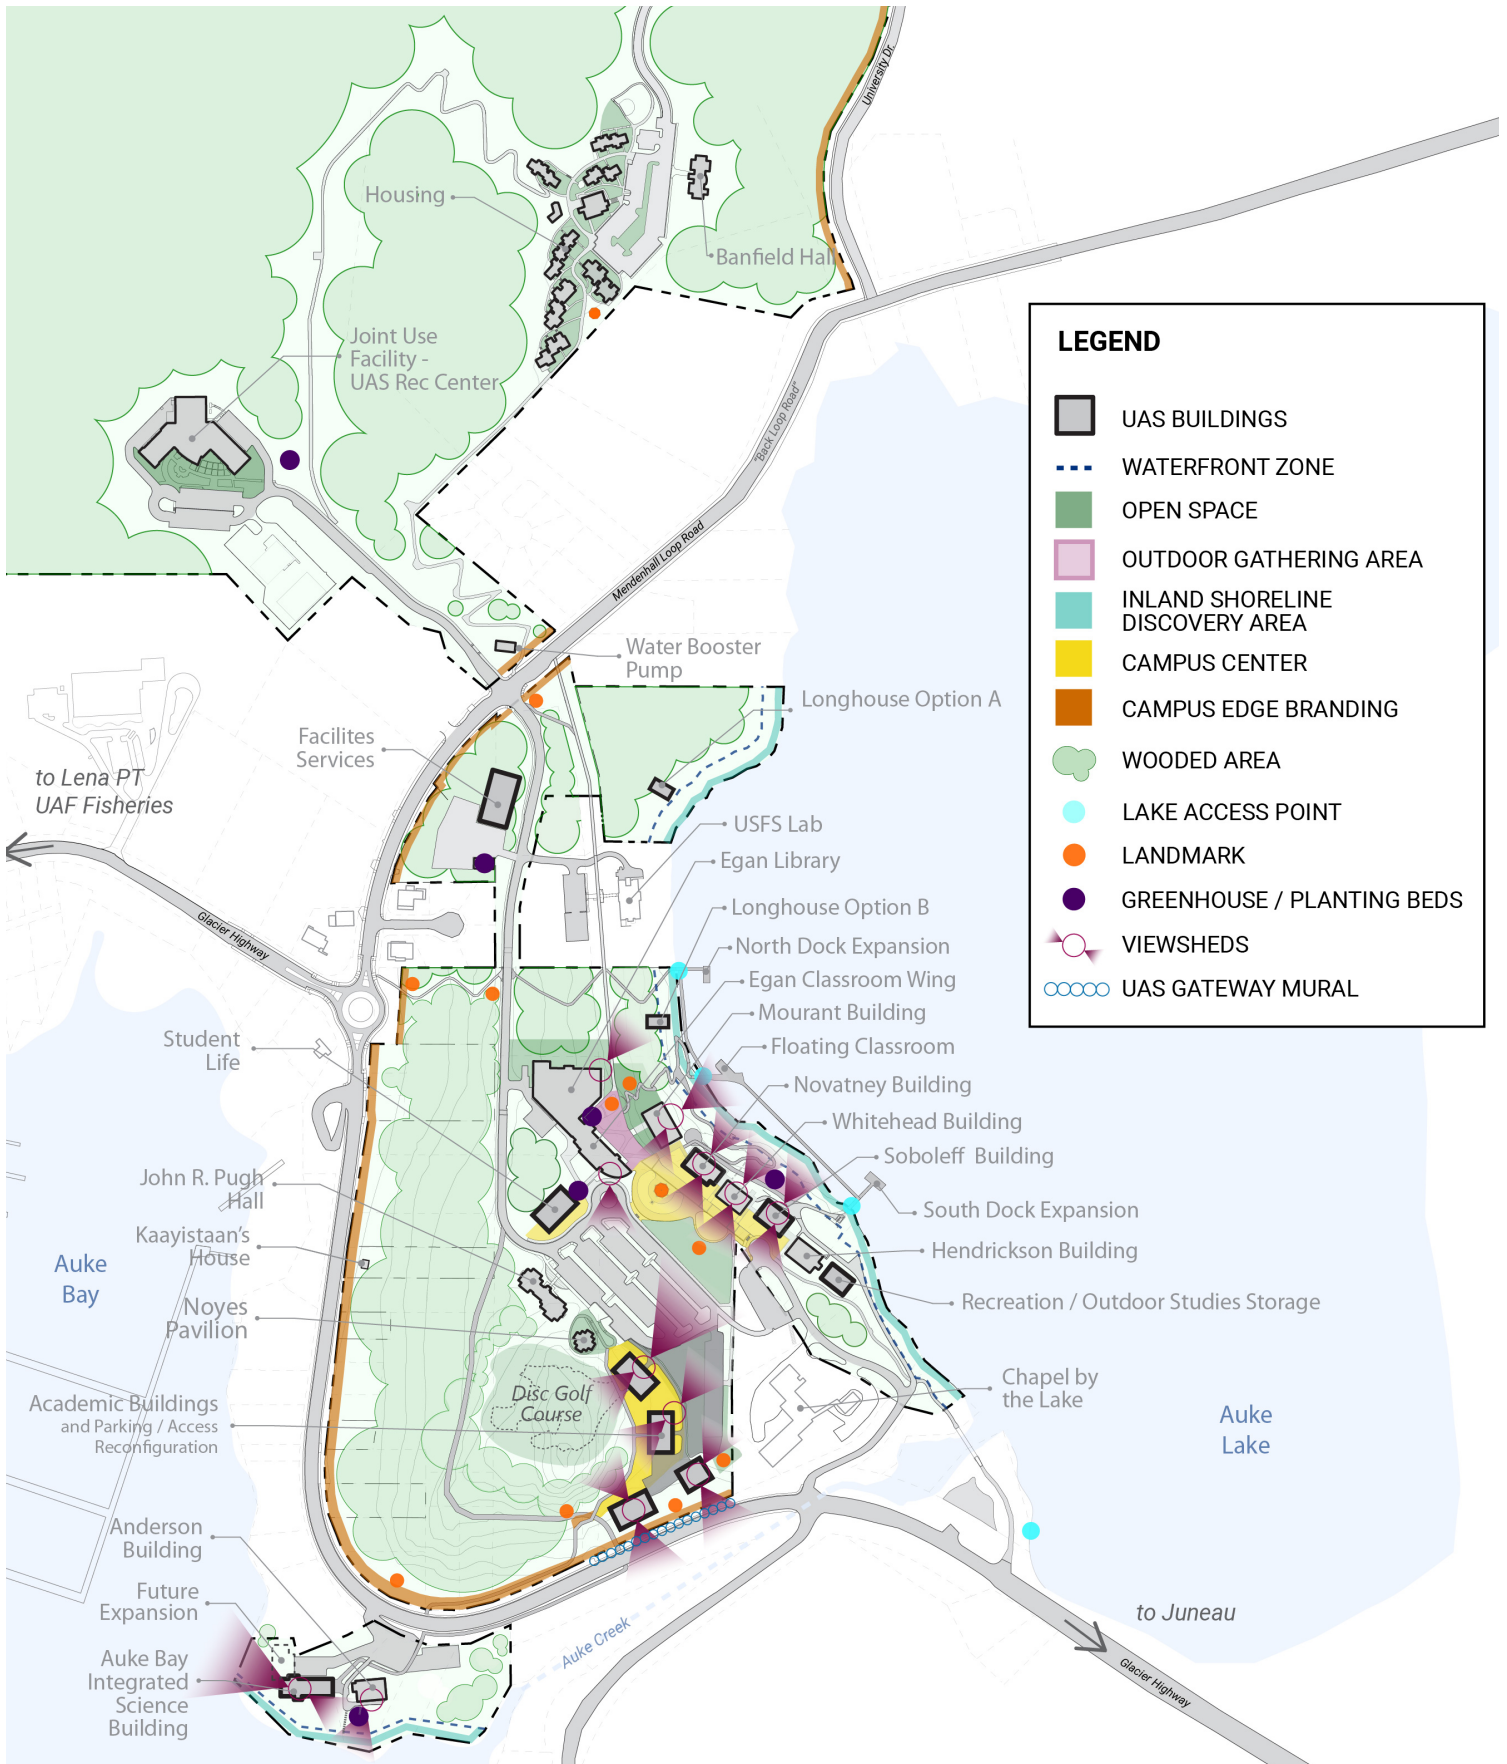 University Dr.
Housing
Banfield Hall
Joint Use
Facility -
UAS Rec Center
"Back Loop Road"
Mendenhall Loop Road
LEGEND
UAS BUILDINGS
WATERFRONT ZONE
OPEN SPACE
OUTDOOR GATHERING AREA
INLAND SHORELINE
DISCOVERY AREA
CAMPUS CENTER
CAMPUS EDGE BRANDING
WOODED AREA
LAKE ACCESS POINT
LANDMARK
GREENHOUSE / PLANTING BEDS
VIEWSHEDS
UAS GATEWAY MURAL
Water Booster
Pump
Longhouse Option A
Facilites
Services
to Lena PT
UAF Fisheries
USFS Lab
Egan Library
Longhouse Option B
Glacier Highway
North Dock Expansion
Egan Classroom Wing
Mourant Building
Floating Classroom
Student
Life
Novatney Building
Whitehead Building
Soboleff Building
John R. Pugh
Hall
South Dock Expansion
Kaayistaan's
House
Hendrickson Building
Auke
Bay
Noyes
Pavilion
Recreation / Outdoor Studies Storage
Disc Golf
Course
Chapel by
the Lake
Academic Buildings
and Parking / Access
Reconfiguration
Auke
Lake
Anderson
Building
Future
Expansion
Auke Creek
to Juneau
Auke Bay
Integrated
Science
Building
Glacier Highway